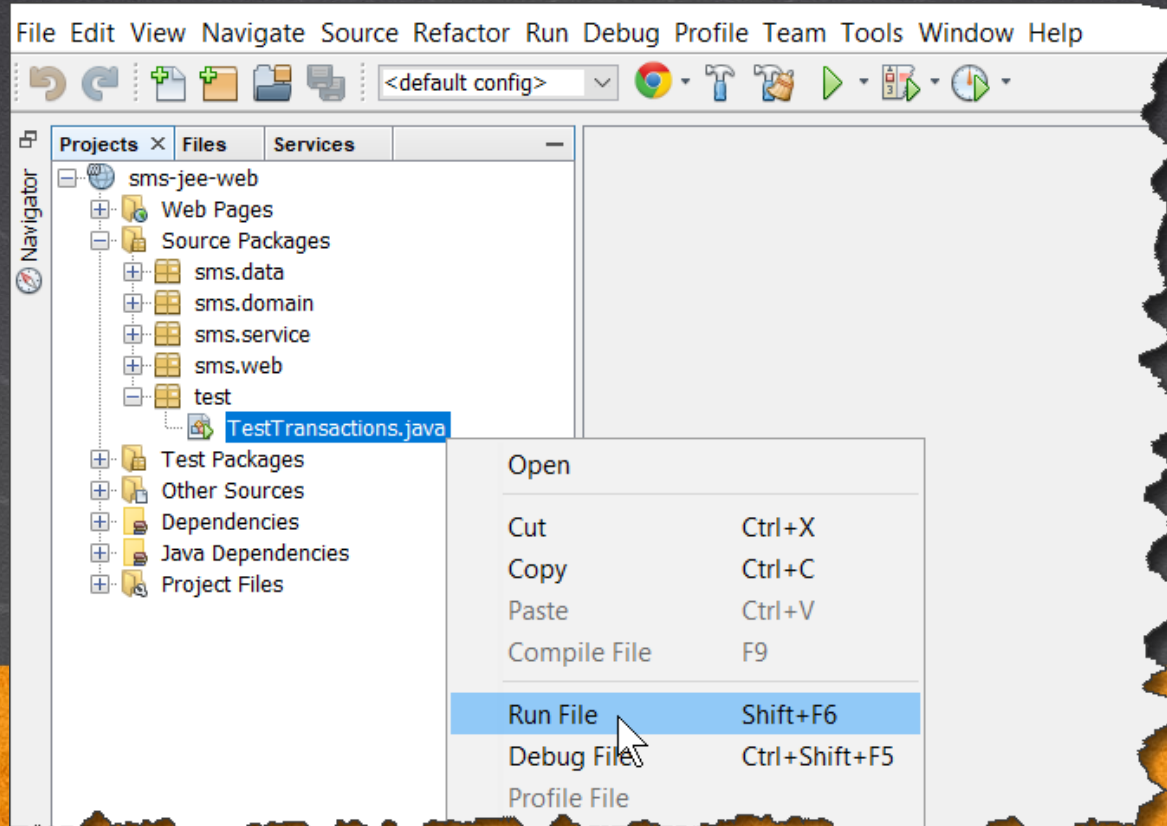 File Edit View Navigate Source Refactor Run Debug Profile Team Tools Window Help
<default config>
Projects Files Services
Navigator
sms-jee-web
Web Pages
Source Packages
sms.data
sms.domain
sms.service
sms.web
test
TestTransactions.java
Test Packages
Other Sources
Dependencies
Java Dependencies
Project Files
Open
Cut Ctrl+X
Copy Ctrl+C
Paste Ctrl+V
Compile File F9
Run File Shift+F6
Debug File Ctrl+Shift+F5
Profile File